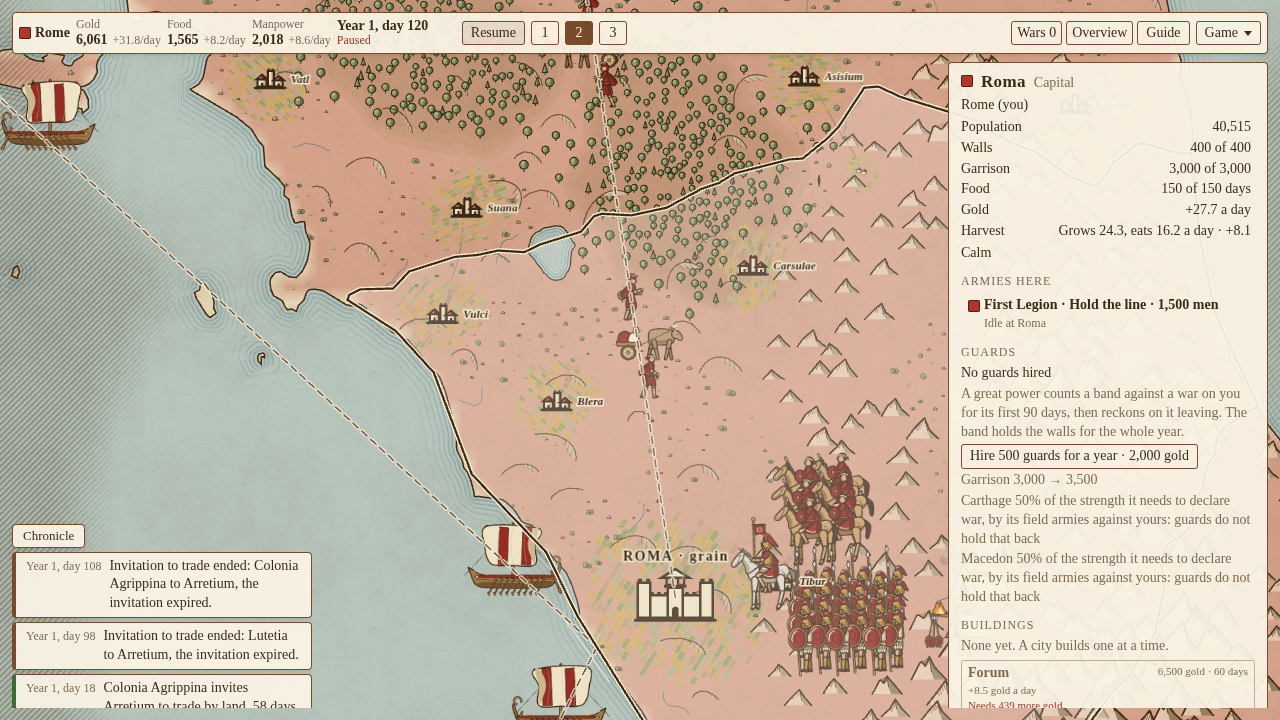 Rome
Gold
6,061 +31.8/day
Food
1,565 +8.2/day
Manpower
2,018 +8.6/day
Year 1, day 120
Paused
Resume
1
2
3
Wars 0
Overview
Guide
Game
Vatl
Asisium
Suana
Carsulae
Vulci
Blera
ROMA · grain
Tibur
Roma Capital
Rome (you)
Population 40,515
Walls 400 of 400
Garrison 3,000 of 3,000
Food 150 of 150 days
Gold +27.7 a day
Harvest Grows 24.3, eats 16.2 a day · +8.1
Calm
ARMIES HERE
First Legion · Hold the line · 1,500 men
Idle at Roma
GUARDS
No guards hired
A great power counts a band against a war on you
for its first 90 days, then reckons on it leaving. The
band holds the walls for the whole year.
Hire 500 guards for a year · 2,000 gold
Garrison 3,000 → 3,500
Carthage 50% of the strength it needs to declare
war, by its field armies against yours: guards do not
hold that back
Macedon 50% of the strength it needs to declare
war, by its field armies against yours: guards do not
hold that back
BUILDINGS
None yet. A city builds one at a time.
Forum 6,500 gold · 60 days
+8.5 gold a day
Needs 439 more gold
Chronicle
Year 1, day 108 Invitation to trade ended: Colonia
Agrippina to Arretium, the
invitation expired.
Year 1, day 98 Invitation to trade ended: Lutetia
to Arretium, the invitation expired.
Year 1, day 18 Colonia Agrippina invites
Arretium to trade by land, 58 days